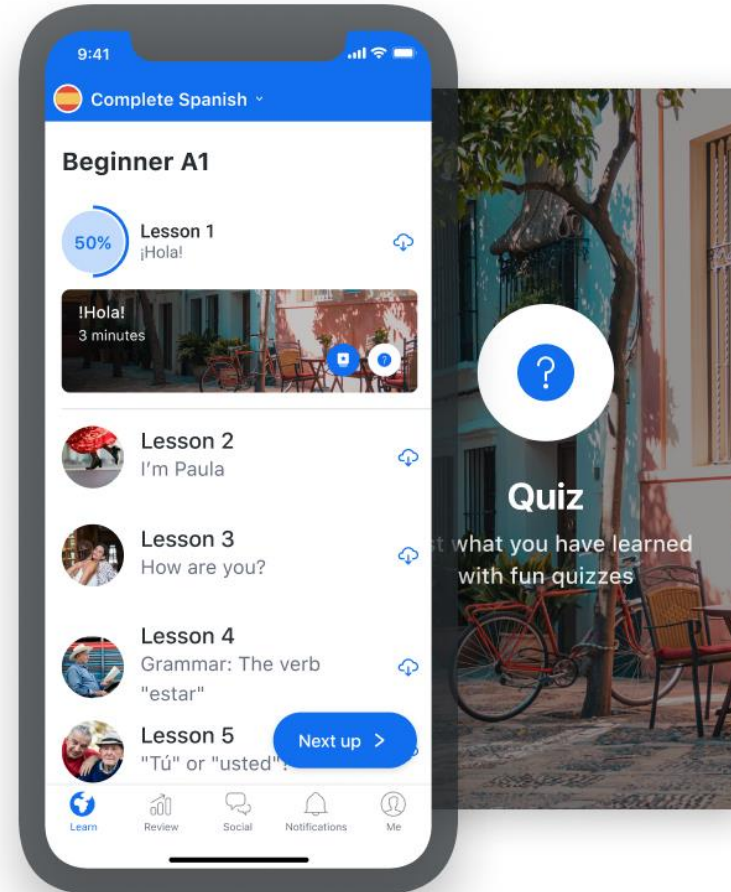 9:41
Complete Spanish
Beginner A1
50%
Lesson 1
¡Hola!
!Hola!
3 minutes
?
Lesson 2
I'm Paula
Lesson 3
How are you?
Lesson 4
Grammar: The verb
"estar"
Lesson 5
"Tú" or "usted"?
Next up >
Learn
Review
Social
Notifications
Me
?
Quiz
what you have learned
with fun quizzes